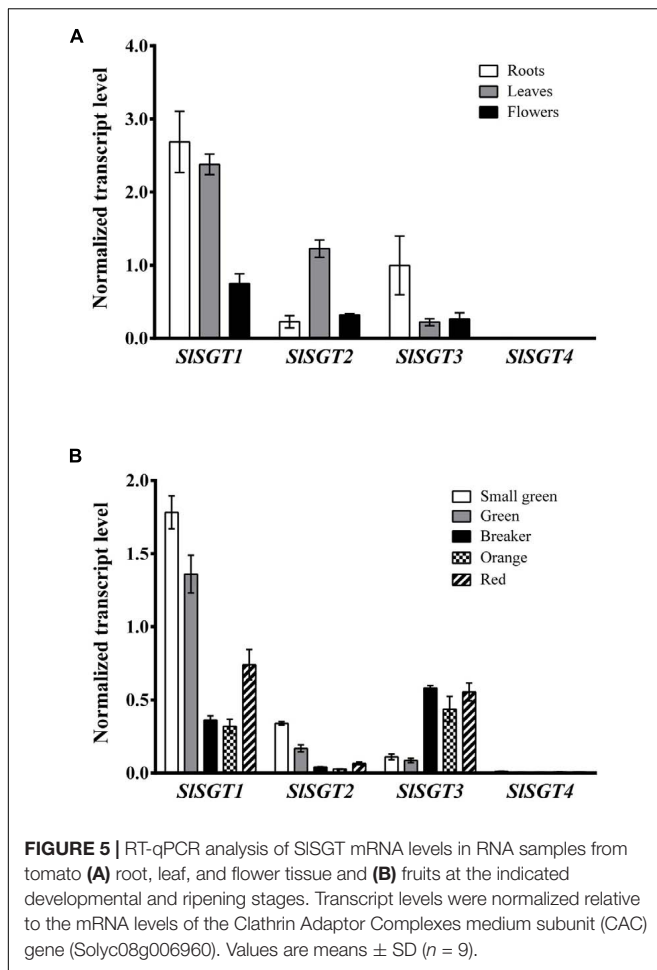 A
Normalized transcript level
4.0
3.0
2.0
1.0
0.0
Roots
Leaves
Flowers
SlSGT1 SlSGT2 SlSGT3 SlSGT4
B
Normalized transcript level
2.0
1.5
1.0
0.5
0.0
Small green
Green
Breaker
Orange
Red
SlSGT1 SlSGT2 SlSGT3 SlSGT4
FIGURE 5 | RT-qPCR analysis of SlSGT mRNA levels in RNA samples from
tomato (A) root, leaf, and flower tissue and (B) fruits at the indicated
developmental and ripening stages. Transcript levels were normalized relative
to the mRNA levels of the Clathrin Adaptor Complexes medium subunit (CAC)
gene (Solyc08g006960). Values are means ± SD (n = 9).